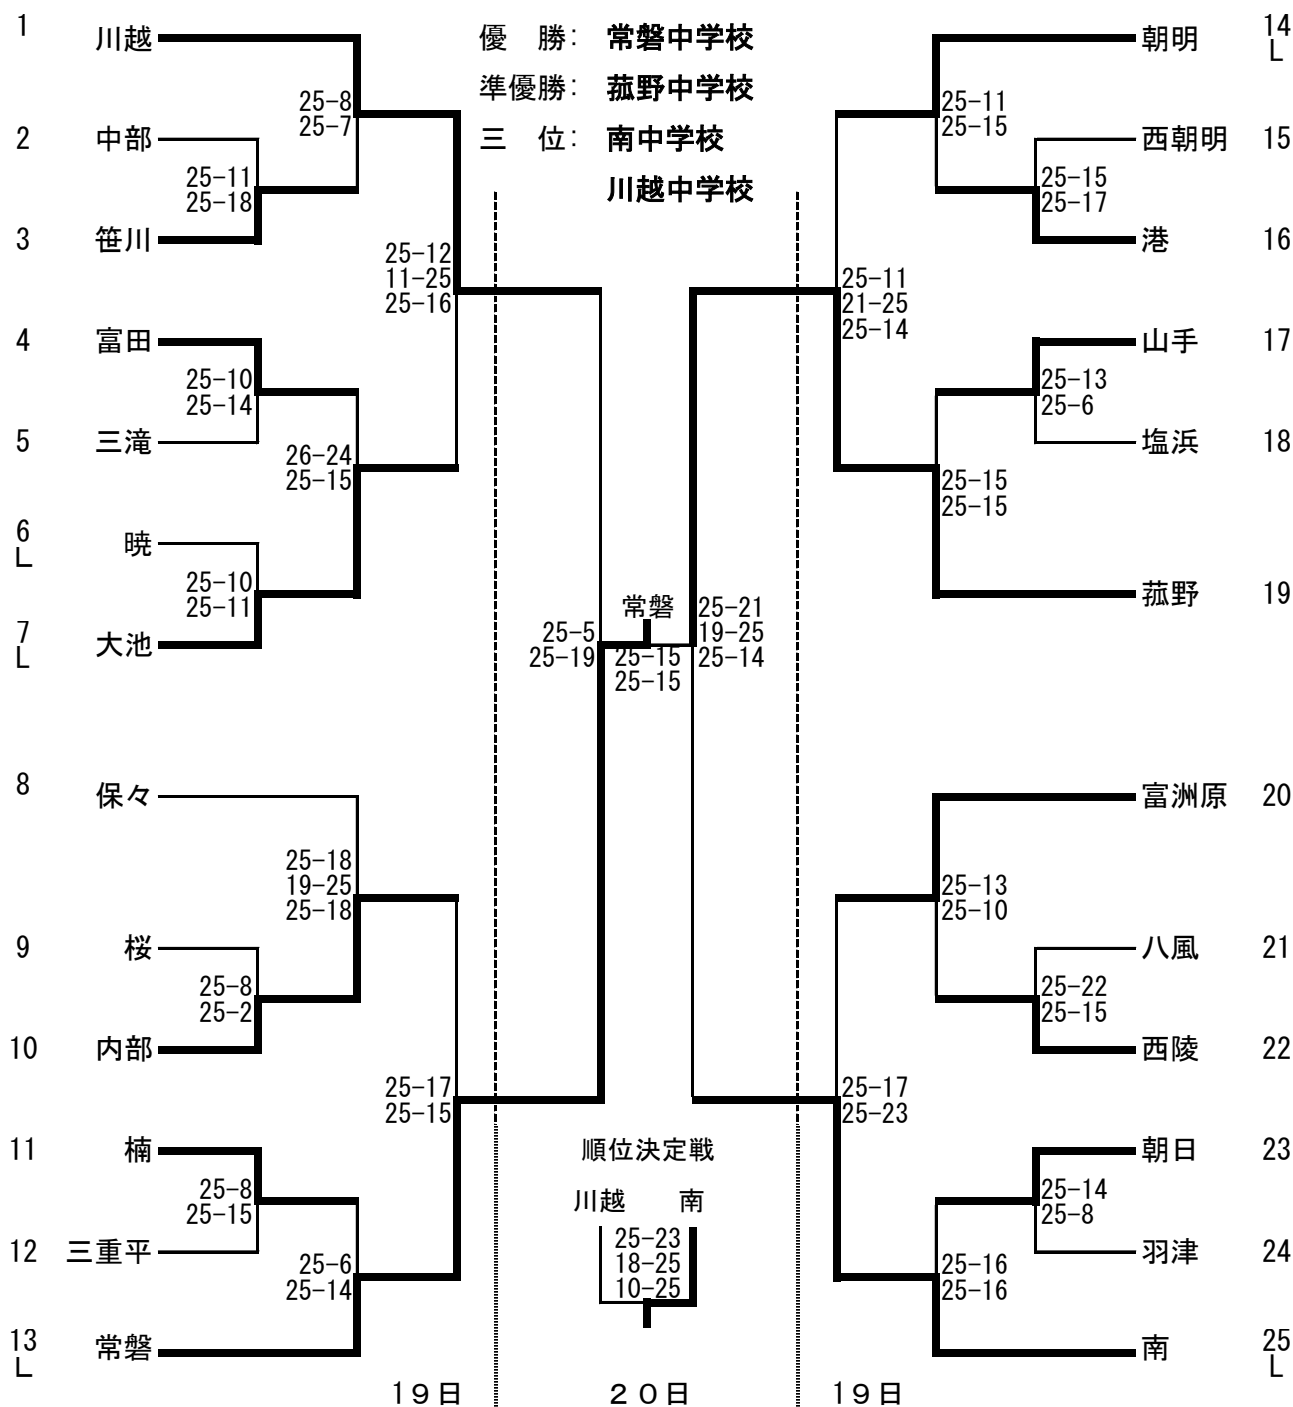 優　勝： 常磐中学校
準優勝： 菰野中学校
三　位： 南中学校
川越中学校
1 川越
25-8
25-7
2 中部
25-11
25-18
3 笹川
25-12
11-25
25-16
4 富田
25-10
25-14
5 三滝
26-24
25-15
6
L
暁
25-10
25-11
7
L
大池
8 保々
25-18
19-25
25-18
9 桜
25-8
25-2
10 内部
25-17
25-15
11 楠
25-8
25-15
12 三重平
25-6
25-14
13
L
常磐
25-5
25-19
常磐
25-15
25-15
25-21
19-25
25-14
順位決定戦
川越　南
25-23
18-25
10-25
朝明 14
L
25-11
25-15
西朝明 15
25-15
25-17
港 16
25-11
21-25
25-14
山手 17
25-13
25-6
塩浜 18
25-15
25-15
菰野 19
富洲原 20
25-13
25-10
八風 21
25-22
25-15
西陵 22
25-17
25-23
朝日 23
25-14
25-8
羽津 24
25-16
25-16
南 25
L
19日　20日　19日